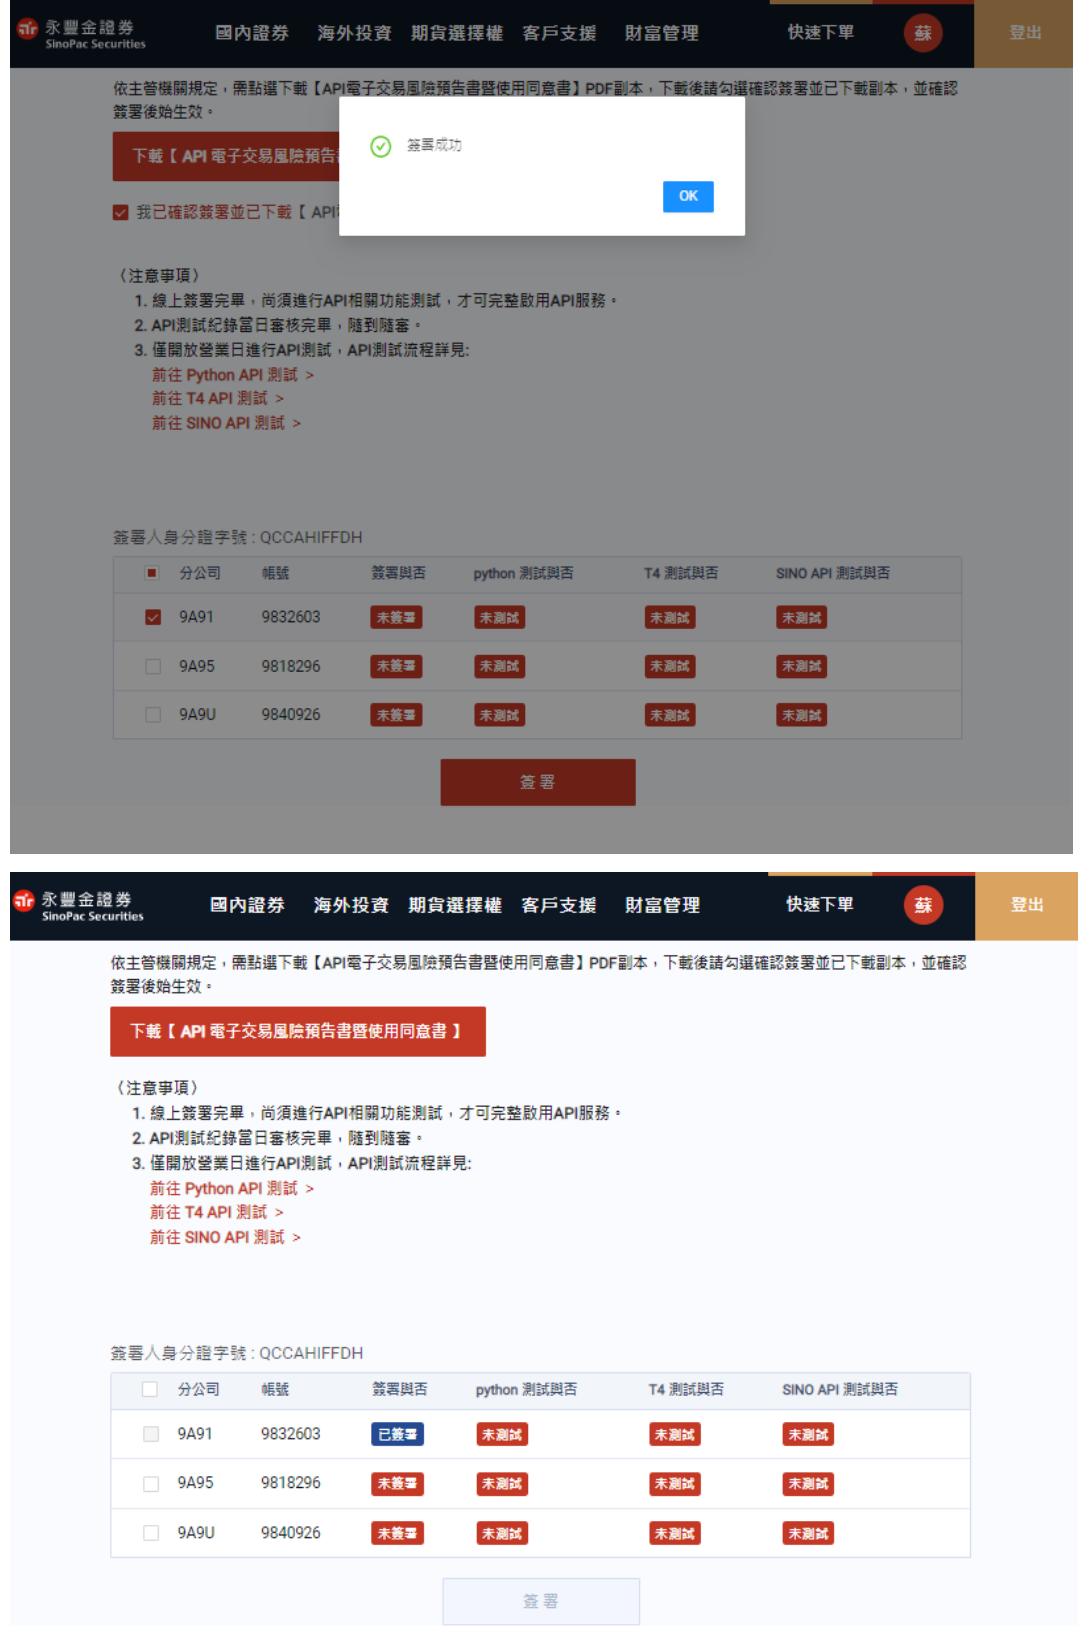 永豐金證券
SinoPac Securities
國內證券 海外投資 期貨選擇權 客戶支援 財富管理 快速下單 蘇 登出
依主管機關規定，需點選下載【API電子交易風險預告書暨使用同意書】PDF副本，下載後請勾選確認簽署並已下載副本，並確認
簽署後始生效。
簽署成功
下載【 API 電子交易風險預告
OK
我已確認簽署並已下載【 API
〈注意事項〉
1. 線上簽署完畢，尚須進行API相關功能測試，才可完整啟用API服務。
2. API測試紀錄當日審核完畢，隨到隨審。
3. 僅開放營業日進行API測試，API測試流程詳見:
前往 Python API 測試 >
前往 T4 API 測試 >
前往 SINO API 測試 >
簽署人身分證字號 : QCCAHIFFDH
分公司 帳號 簽署與否 python 測試與否 T4 測試與否 SINO API 測試與否
9A91 9832603 未簽署 未測試 未測試 未測試
9A95 9818296 未簽署 未測試 未測試 未測試
9A9U 9840926 未簽署 未測試 未測試 未測試
簽署
永豐金證券
SinoPac Securities
國內證券 海外投資 期貨選擇權 客戶支援 財富管理 快速下單 蘇 登出
依主管機關規定，需點選下載【API電子交易風險預告書暨使用同意書】PDF副本，下載後請勾選確認簽署並已下載副本，並確認
簽署後始生效。
下載【 API 電子交易風險預告書暨使用同意書 】
〈注意事項〉
1. 線上簽署完畢，尚須進行API相關功能測試，才可完整啟用API服務。
2. API測試紀錄當日審核完畢，隨到隨審。
3. 僅開放營業日進行API測試，API測試流程詳見:
前往 Python API 測試 >
前往 T4 API 測試 >
前往 SINO API 測試 >
簽署人身分證字號 : QCCAHIFFDH
分公司 帳號 簽署與否 python 測試與否 T4 測試與否 SINO API 測試與否
9A91 9832603 已簽署 未測試 未測試 未測試
9A95 9818296 未簽署 未測試 未測試 未測試
9A9U 9840926 未簽署 未測試 未測試 未測試
簽署